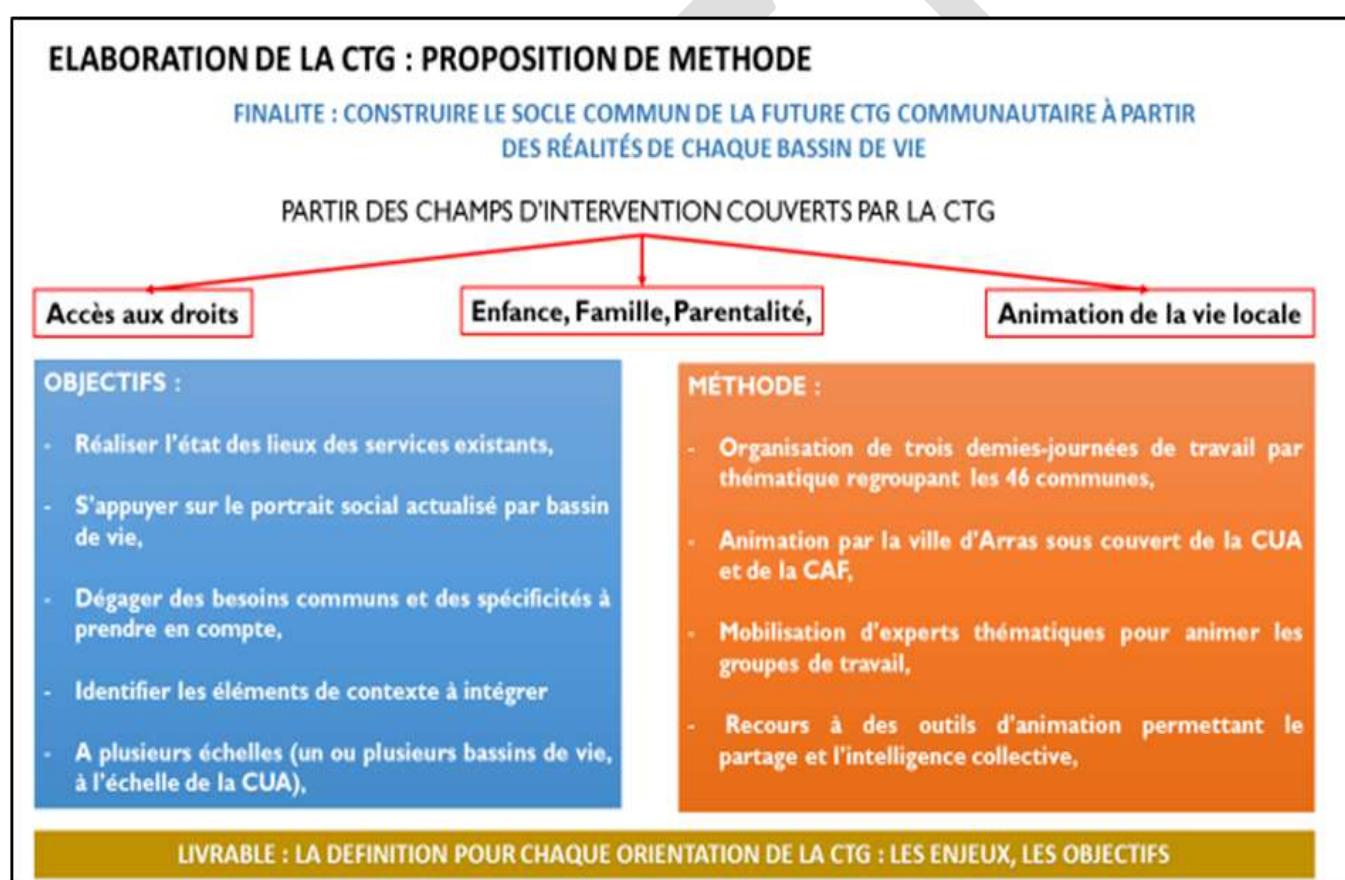 ELABORATION DE LA CTG : PROPOSITION DE METHODE
FINALITE : CONSTRUIRE LE SOCLE COMMUN DE LA FUTURE CTG COMMUNAUTAIRE À PARTIR
DES RÉALITÉS DE CHAQUE BASSIN DE VIE
PARTIR DES CHAMPS D'INTERVENTION COUVERTS PAR LA CTG
Accès aux droits
Enfance, Famille, Parentalité,
Animation de la vie locale
OBJECTIFS :
- Réaliser l'état des lieux des services existants,
- S'appuyer sur le portrait social actualisé par bassin
de vie,
- Dégager des besoins communs et des spécificités à
prendre en compte,
- Identifier les éléments de contexte à intégrer
- A plusieurs échelles (un ou plusieurs bassins de vie,
à l'échelle de la CUA),
MÉTHODE :
- Organisation de trois demies-journées de travail par
thématique regroupant les 46 communes,
- Animation par la ville d'Arras sous couvert de la CUA
et de la CAF,
- Mobilisation d'experts thématiques pour animer les
groupes de travail,
- Recours à des outils d'animation permettant le
partage et l'intelligence collective,
LIVRABLE : LA DEFINITION POUR CHAQUE ORIENTATION DE LA CTG : LES ENJEUX, LES OBJECTIFS